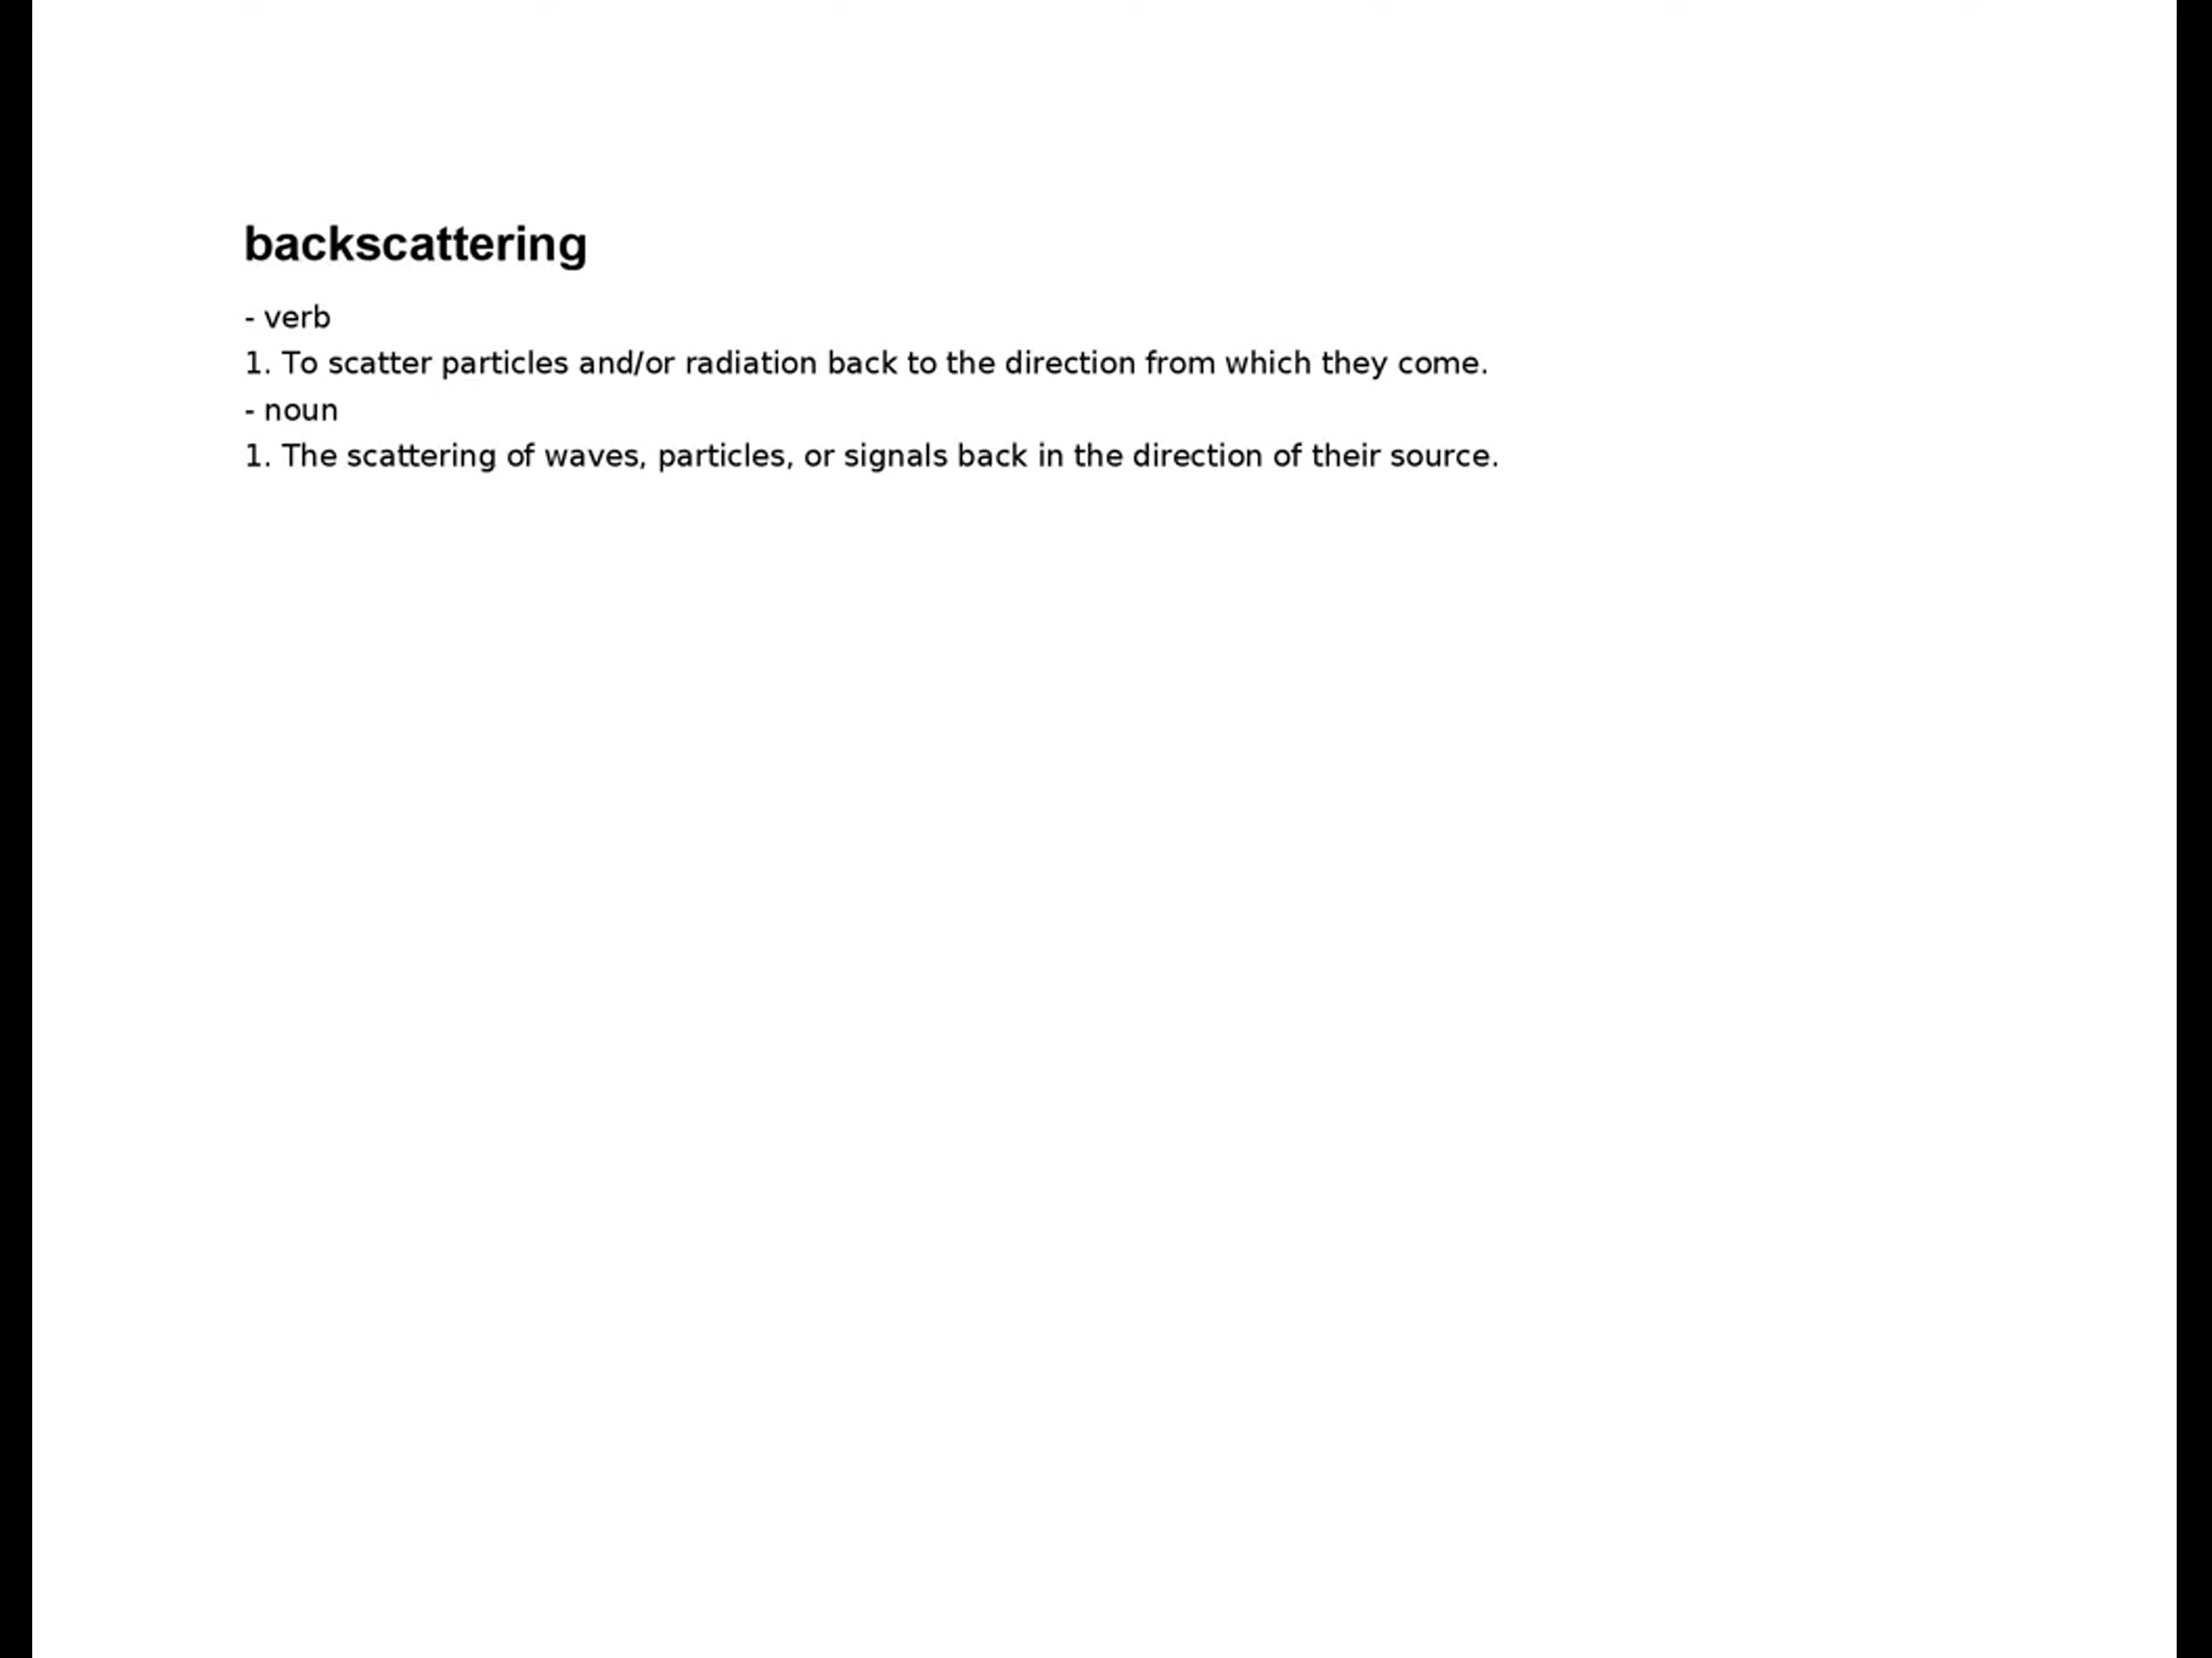 backscattering
- verb
1. To scatter particles and/or radiation back to the direction from which they come.
- noun
1. The scattering of waves, particles, or signals back in the direction of their source.